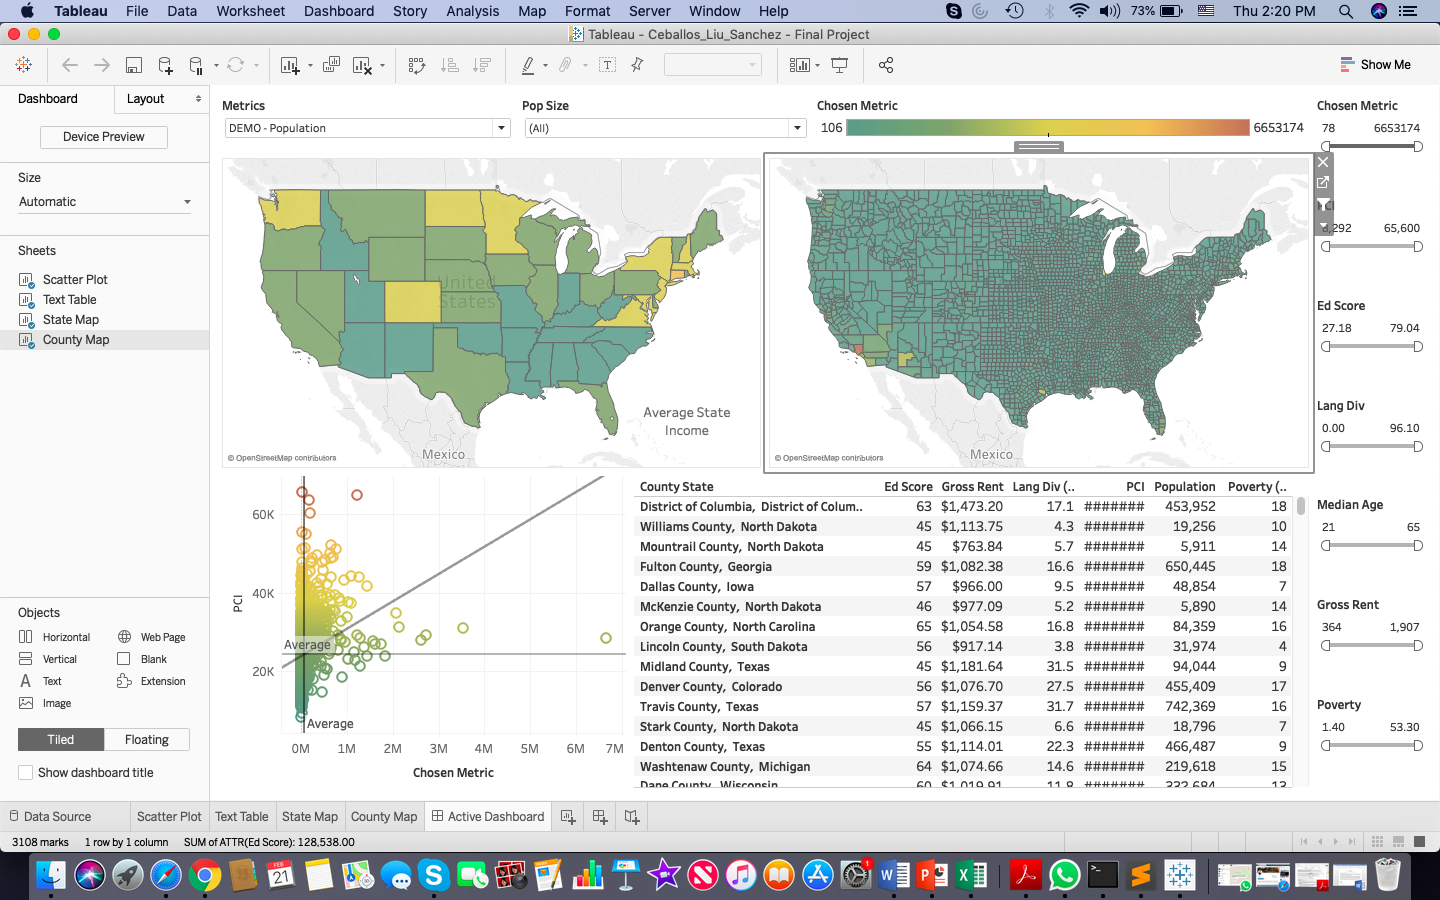 Tableau File Data Worksheet Dashboard Story Analysis Map Format Server Window Help 73% Thu 2:20 PM
Tableau - Ceballos_Liu_Sanchez - Final Project
Show Me
Dashboard Layout
Device Preview
Size
Automatic
Sheets
Scatter Plot
Text Table
State Map
County Map
Objects
Horizontal Web Page
Vertical Blank
Text Extension
Image
Tiled Floating
Show dashboard title
Metrics
DEMO - Population
Pop Size
(All)
Chosen Metric
106 6653174
United
States
Average State
Income
Mexico
© OpenStreetMap contributors
Mexico
© OpenStreetMap contributors
60K
40K
20K
PCI
Average
Average
0M 1M 2M 3M 4M 5M 6M 7M
Chosen Metric
County State Ed Score Gross Rent Lang Div (.. PCI Population Poverty (..
District of Columbia, District of Colum.. 63 $1,473.20 17.1 ####### 453,952 18
Williams County, North Dakota 45 $1,113.75 4.3 ####### 19,256 10
Mountrail County, North Dakota 45 $763.84 5.7 ####### 5,911 14
Fulton County, Georgia 59 $1,082.38 16.6 ####### 650,445 18
Dallas County, Iowa 57 $966.00 9.5 ####### 48,854 7
McKenzie County, North Dakota 46 $977.09 5.2 ####### 5,890 14
Orange County, North Carolina 65 $1,054.58 16.8 ####### 84,359 16
Lincoln County, South Dakota 56 $917.14 3.8 ####### 31,974 4
Midland County, Texas 45 $1,181.64 31.5 ####### 94,044 9
Denver County, Colorado 56 $1,076.70 27.5 ####### 455,409 17
Travis County, Texas 57 $1,159.37 31.7 ####### 742,369 16
Stark County, North Dakota 45 $1,066.15 6.6 ####### 18,796 7
Denton County, Texas 55 $1,114.01 22.3 ####### 466,487 9
Washtenaw County, Michigan 64 $1,074.66 14.6 ####### 219,618 15
Dane County, Wisconsin 60 $1,019.91 11.8 ####### 332,684 13
Chosen Metric
78 6653174
PCI
8,292 65,600
Ed Score
27.18 79.04
Lang Div
0.00 96.10
Median Age
21 65
Gross Rent
364 1,907
Poverty
1.40 53.30
Data Source Scatter Plot Text Table State Map County Map Active Dashboard
3108 marks 1 row by 1 column SUM of ATTR(Ed Score): 128,538.00
FEB
21
1